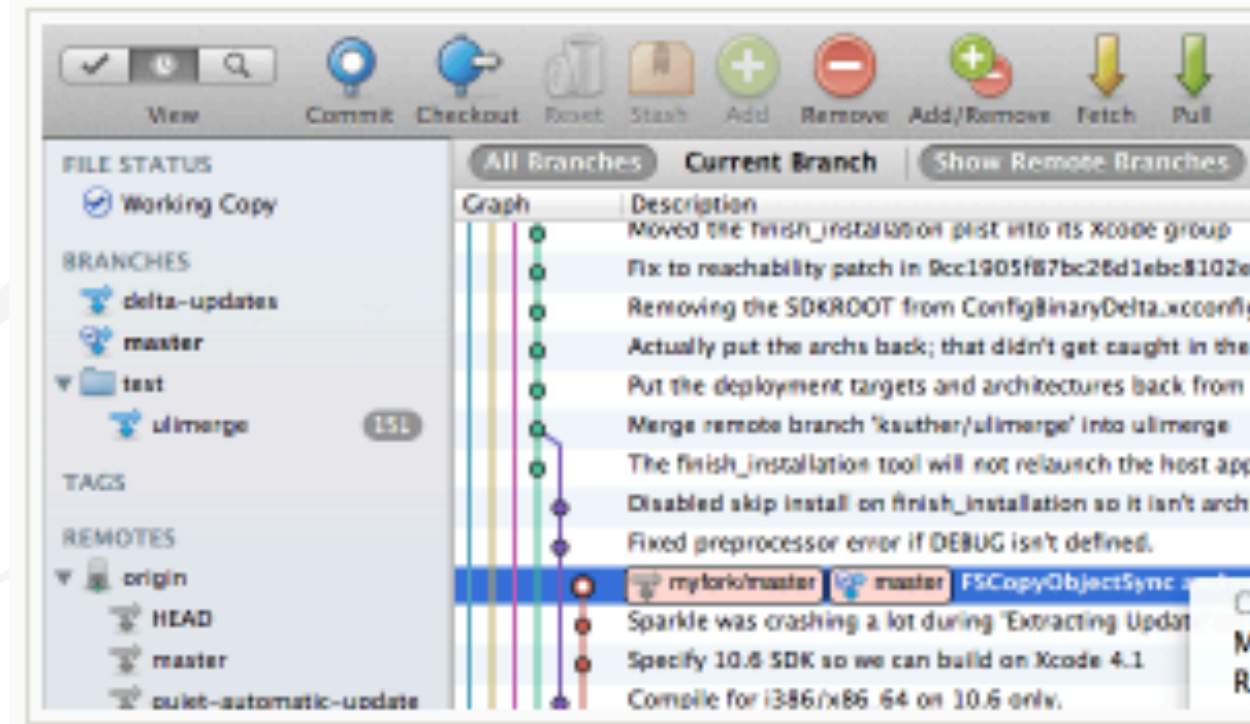 View Commit Checkout Reset Stash Add Remove Add/Remove Fetch Pull
All Branches Current Branch Show Remote Branches
FILE STATUS
Working Copy
BRANCHES
delta-updates
master
test
ulimerge 151
TAGS
REMOTES
origin
HEAD
master
quiet-automatic-update
Graph Description
Moved the finish_installation plist into its Xcode group
Fix to reachability patch in
Removing the SDKROOT from ConfigBinaryDelta.xcconfig
Actually put the archs back; that didn't get caught in the
Put the deployment targets and architectures back from
Merge remote branch 'ksuther/ulimerge' into ulimerge
The finish_installation tool will not relaunch the host app
Disabled skip install on finish_installation so it isn't arch
Fixed preprocessor error if DEBUG isn't defined.
myfork/master master FSCopyObjectSync
Sparkle was crashing a lot during "Extracting Updat
Specify 10.6 SDK so we can build on Xcode 4.1
Compile for i386/x86_64 on 10.6 only.
C
M
R